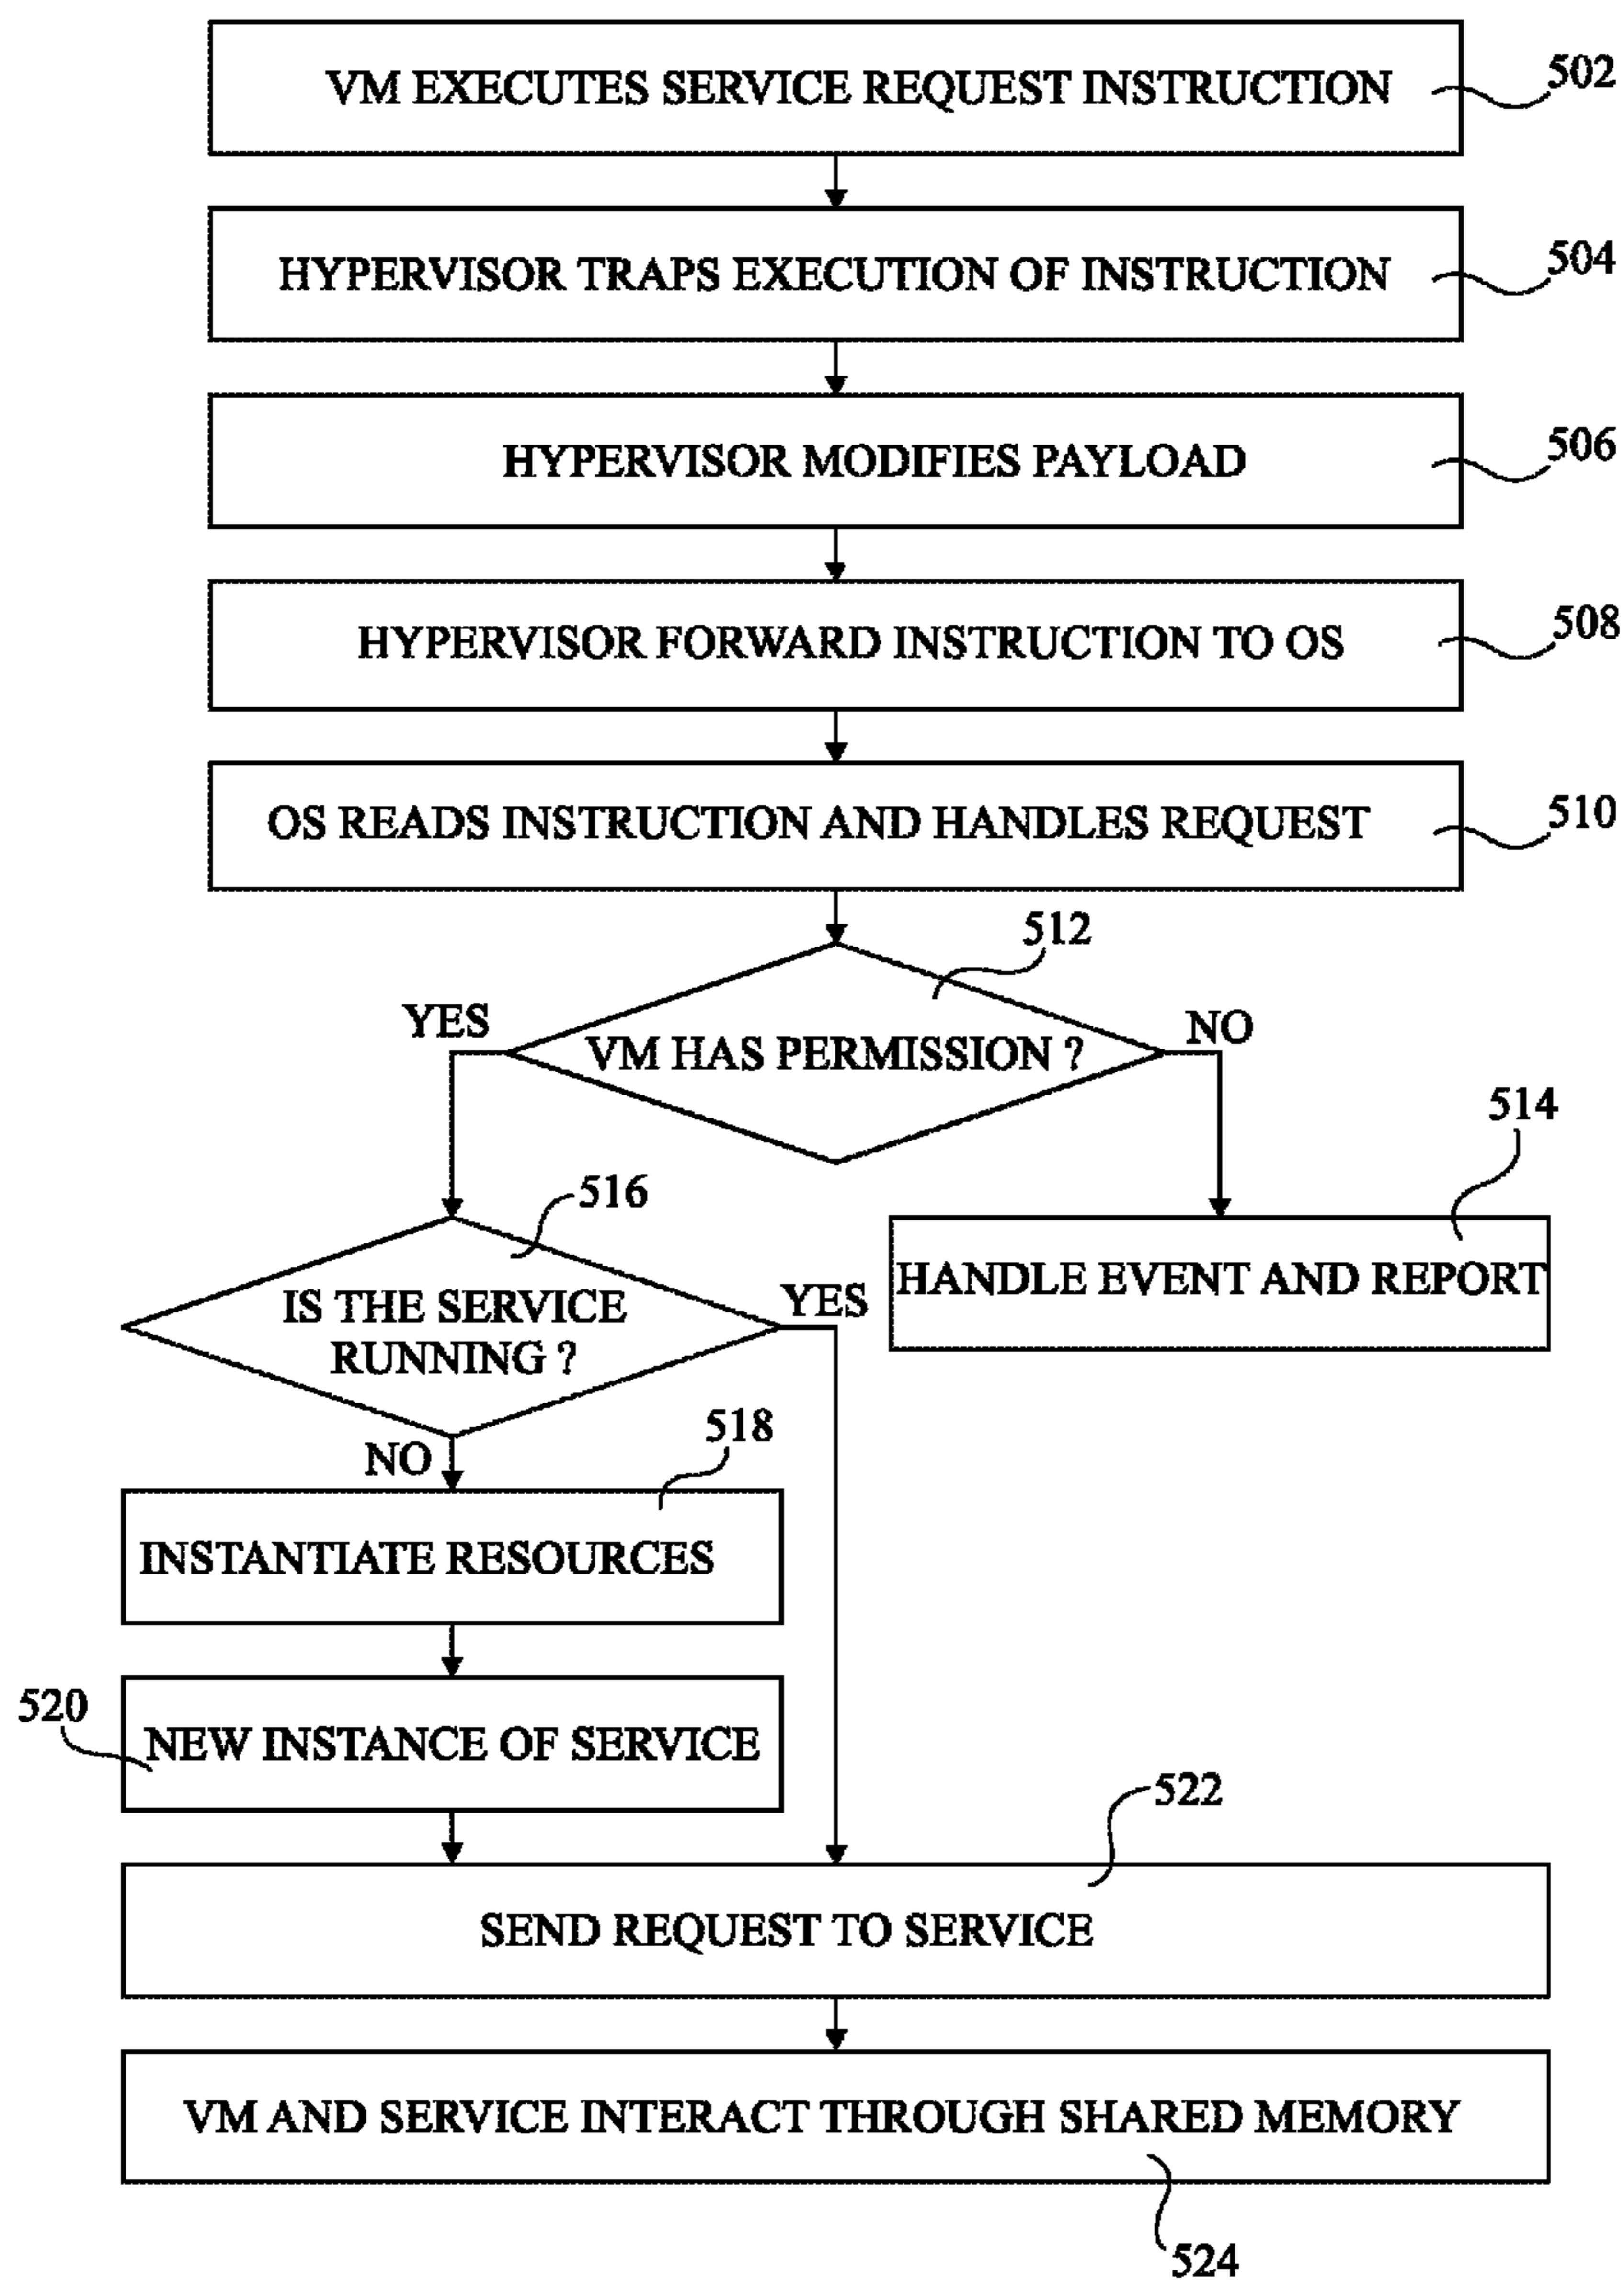 VM EXECUTES SERVICE REQUEST INSTRUCTION
502
HYPERVISOR TRAPS EXECUTION OF INSTRUCTION
504
HYPERVISOR MODIFIES PAYLOAD
506
HYPERVISOR FORWARD INSTRUCTION TO OS
508
OS READS INSTRUCTION AND HANDLES REQUEST
510
512
YES
VM HAS PERMISSION ?
NO
514
516
HANDLE EVENT AND REPORT
IS THE SERVICE
RUNNING ?
YES
NO
518
INSTANTIATE RESOURCES
520
NEW INSTANCE OF SERVICE
522
SEND REQUEST TO SERVICE
VM AND SERVICE INTERACT THROUGH SHARED MEMORY
524